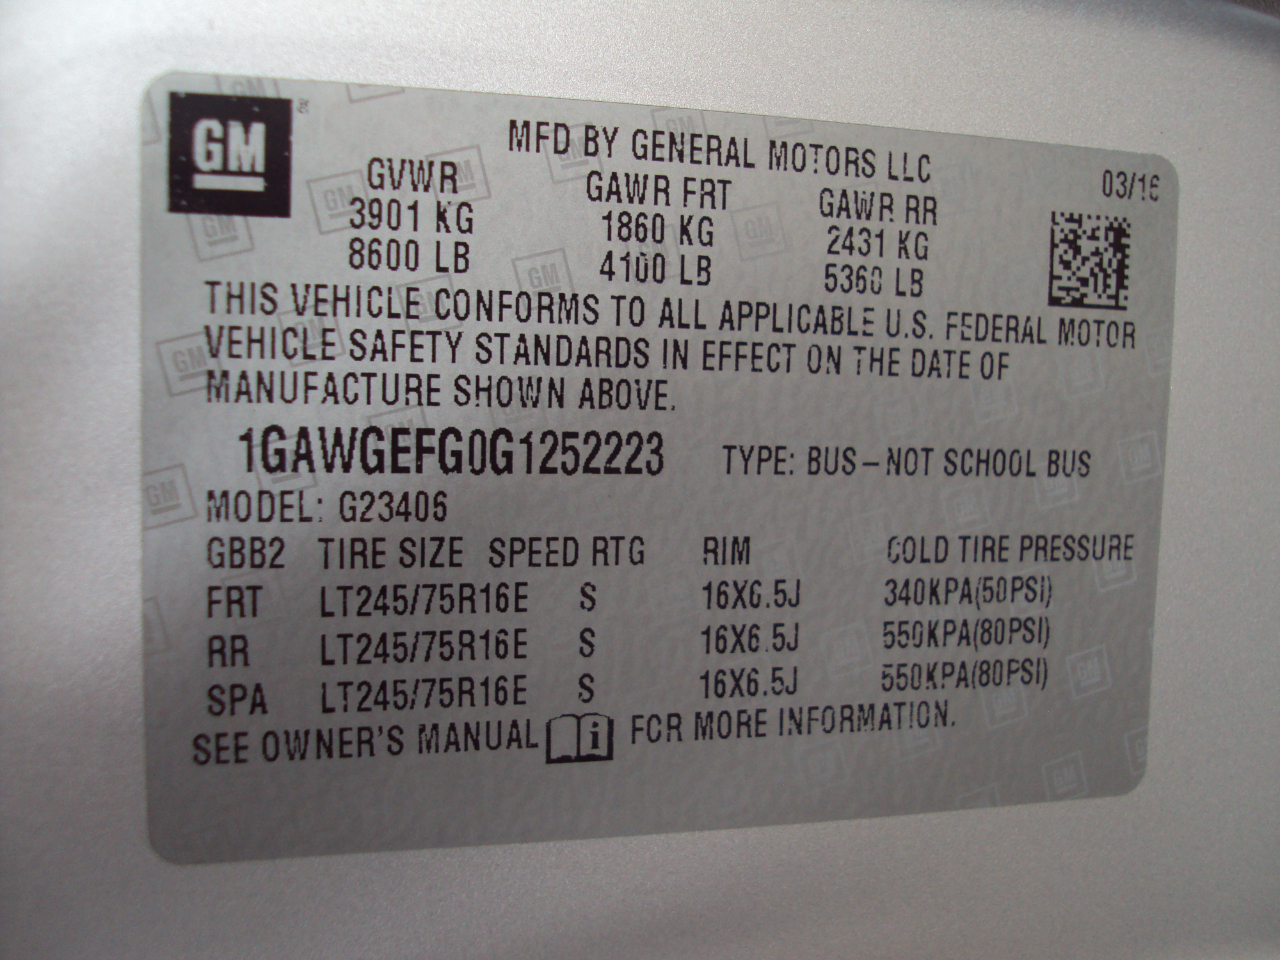 GM
MFD BY GENERAL MOTORS LLC
03/16
GVWR GAWR FRT GAWR RR
3901 KG 1860 KG 2431 KG
8600 LB 4100 LB 5360 LB
THIS VEHICLE CONFORMS TO ALL APPLICABLE U.S. FEDERAL MOTOR
VEHICLE SAFETY STANDARDS IN EFFECT ON THE DATE OF
MANUFACTURE SHOWN ABOVE.
1GAWGEFG0G1252223 TYPE: BUS – NOT SCHOOL BUS
MODEL: G23406
GBB2 TIRE SIZE SPEED RTG RIM COLD TIRE PRESSURE
FRT LT245/75R16E S 16X6.5J 340KPA(50PSI)
RR LT245/75R16E S 16X6.5J 550KPA(80PSI)
SPA LT245/75R16E S 16X6.5J 550KPA(80PSI)
SEE OWNER'S MANUAL i FOR MORE INFORMATION.